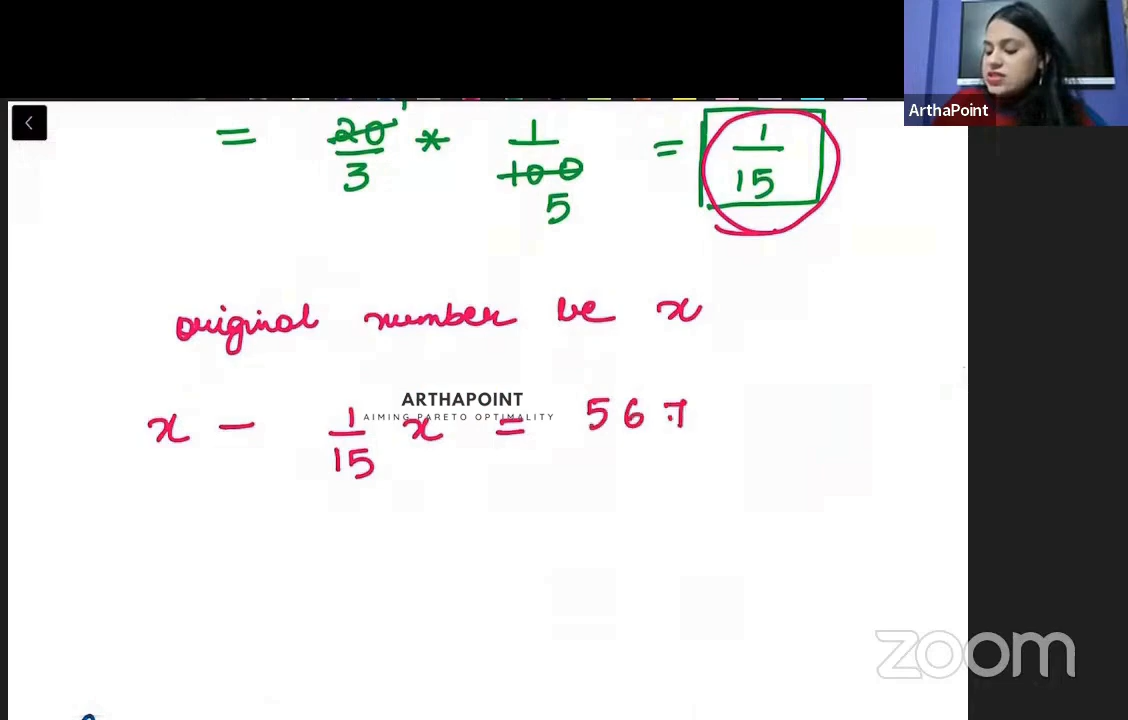 ArthaPoint
= 20/3 * 1/100 5 = 1/15
original number be x
ARTHAPOINT
AIMING PARETO OPTIMALITY
x - 1/15 x = 567
zoom